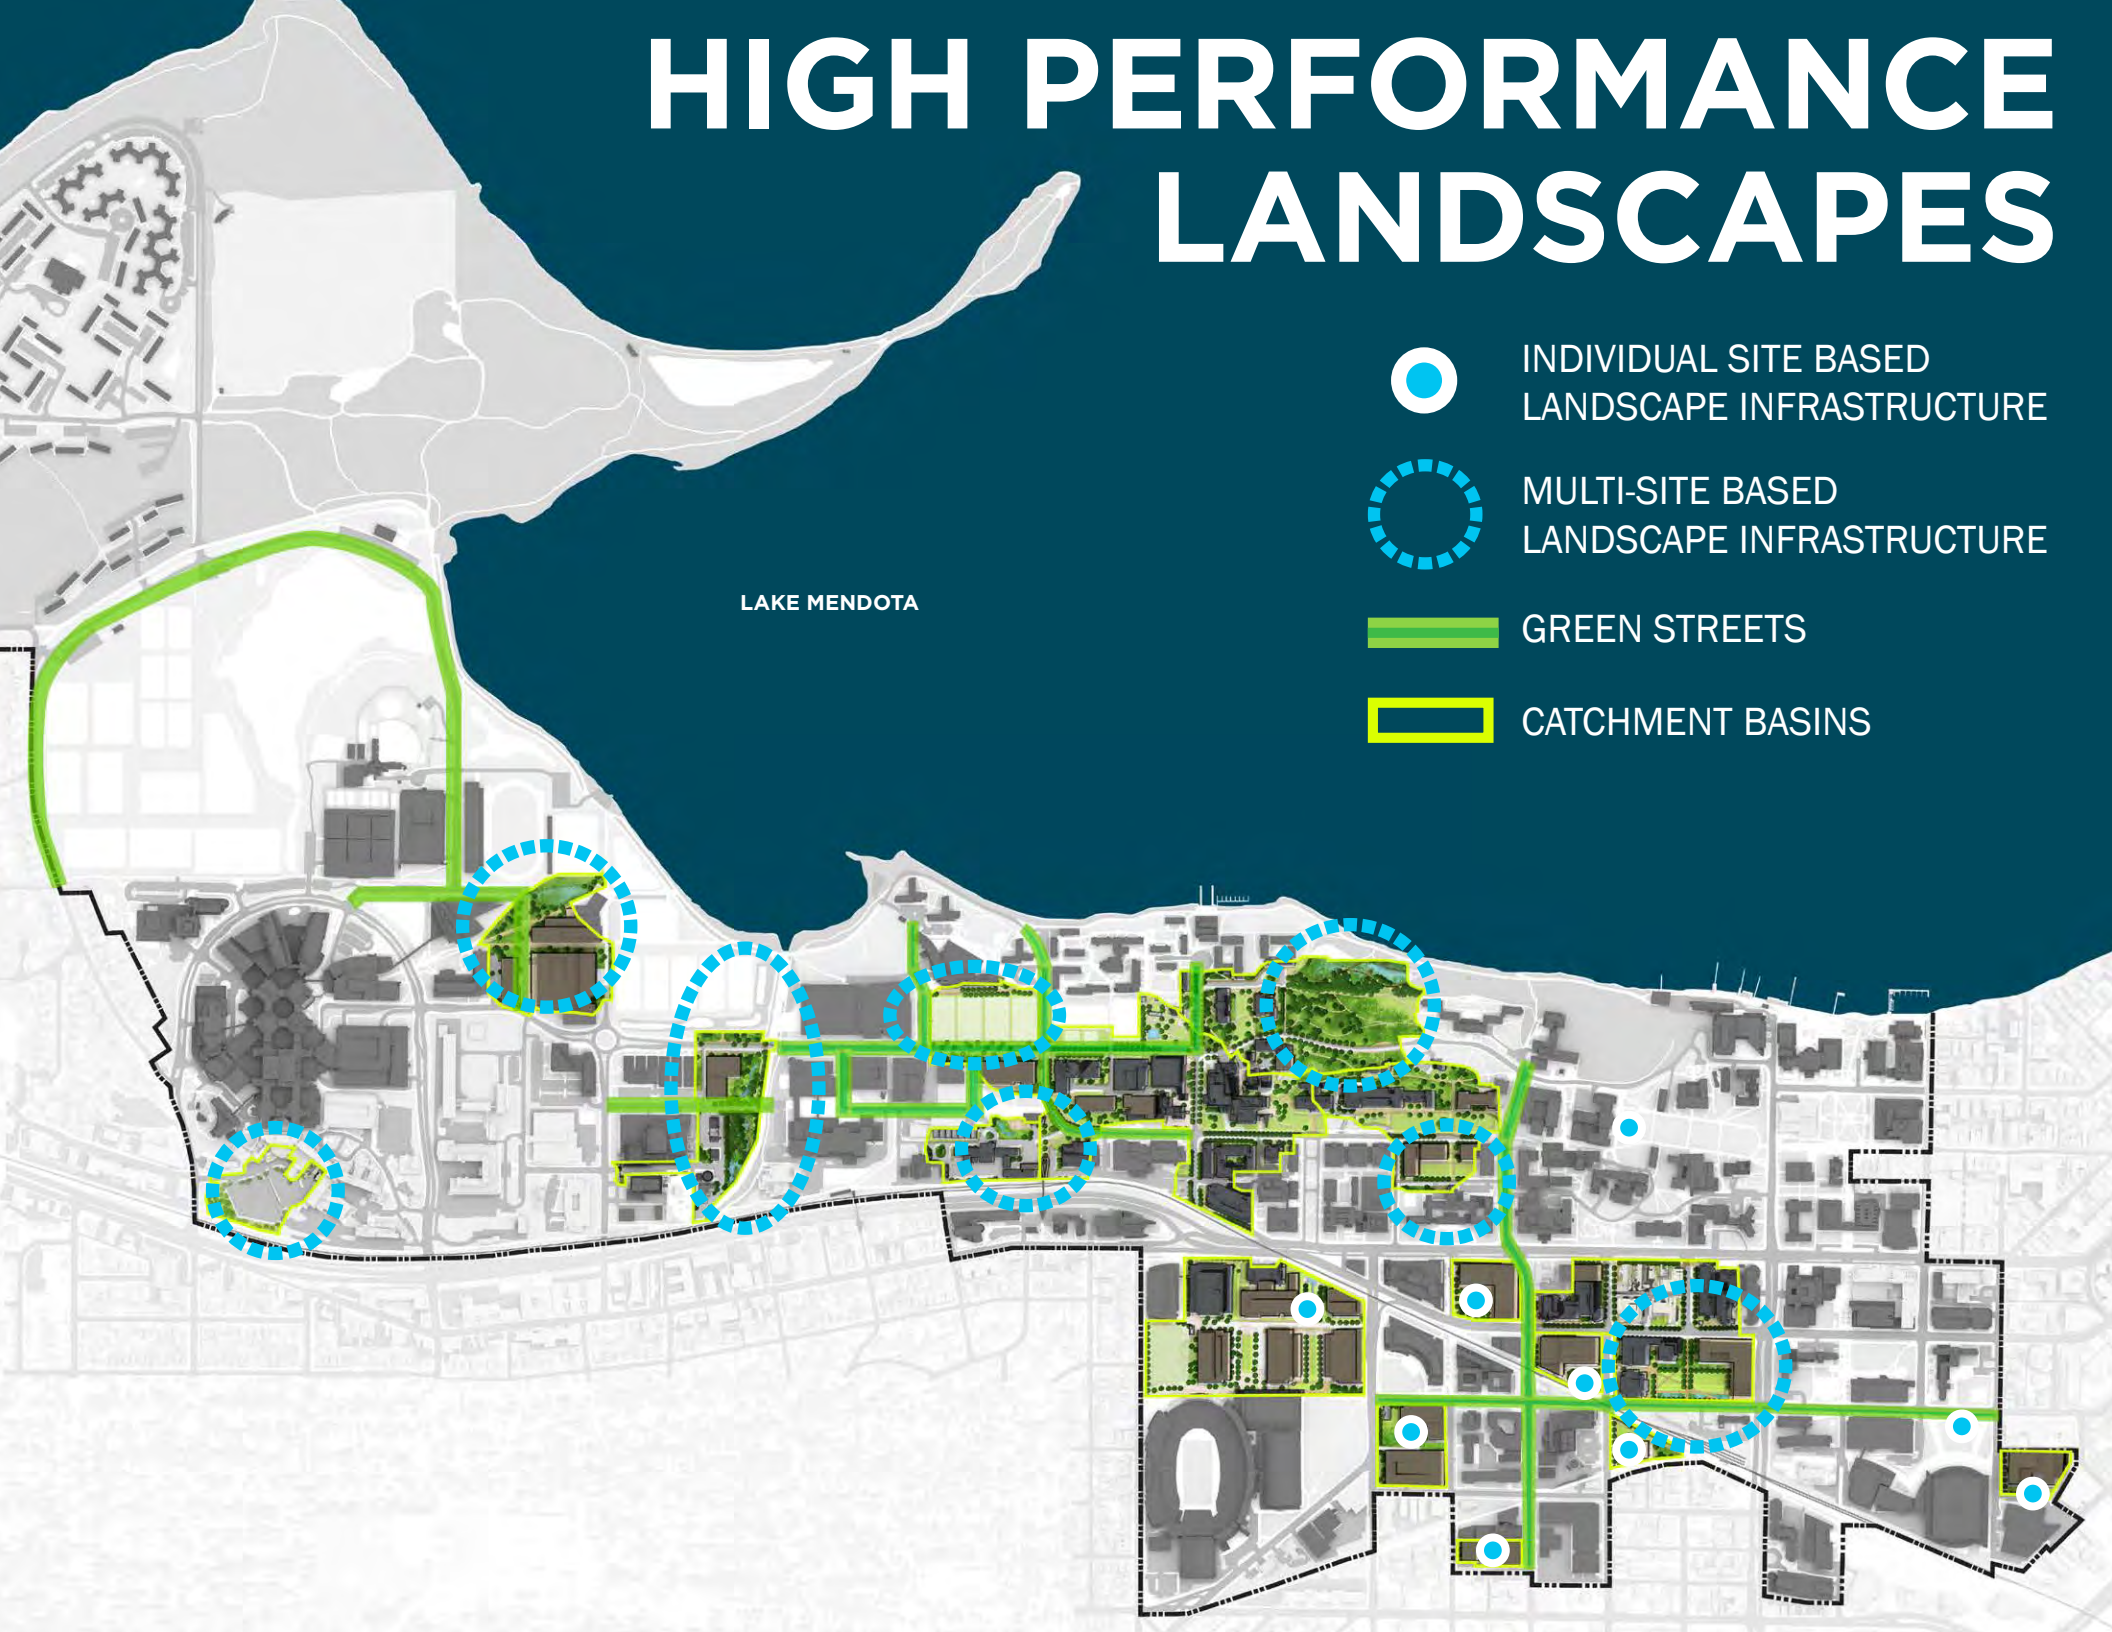 HIGH PERFORMANCE
LANDSCAPES
INDIVIDUAL SITE BASED
LANDSCAPE INFRASTRUCTURE
MULTI-SITE BASED
LANDSCAPE INFRASTRUCTURE
LAKE MENDOTA
GREEN STREETS
CATCHMENT BASINS